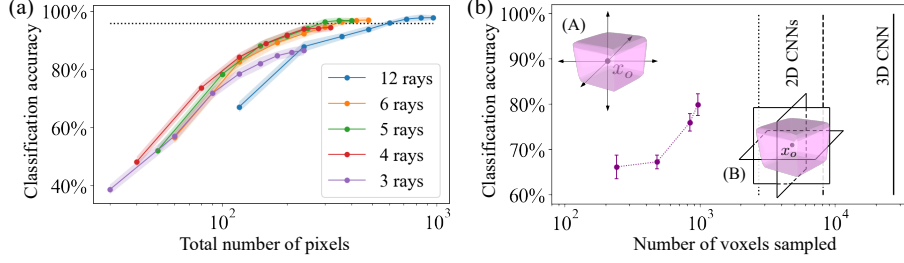 (a)
100%
80%
60%
40%
Classification accuracy
12 rays
6 rays
5 rays
4 rays
3 rays
10²
10³
Total number of pixels
(b)
100%
90%
80%
70%
60%
Classification accuracy
(A)
x₀
2D CNNs
3D CNN
(B)
x₀
10²
10³
10⁴
Number of voxels sampled